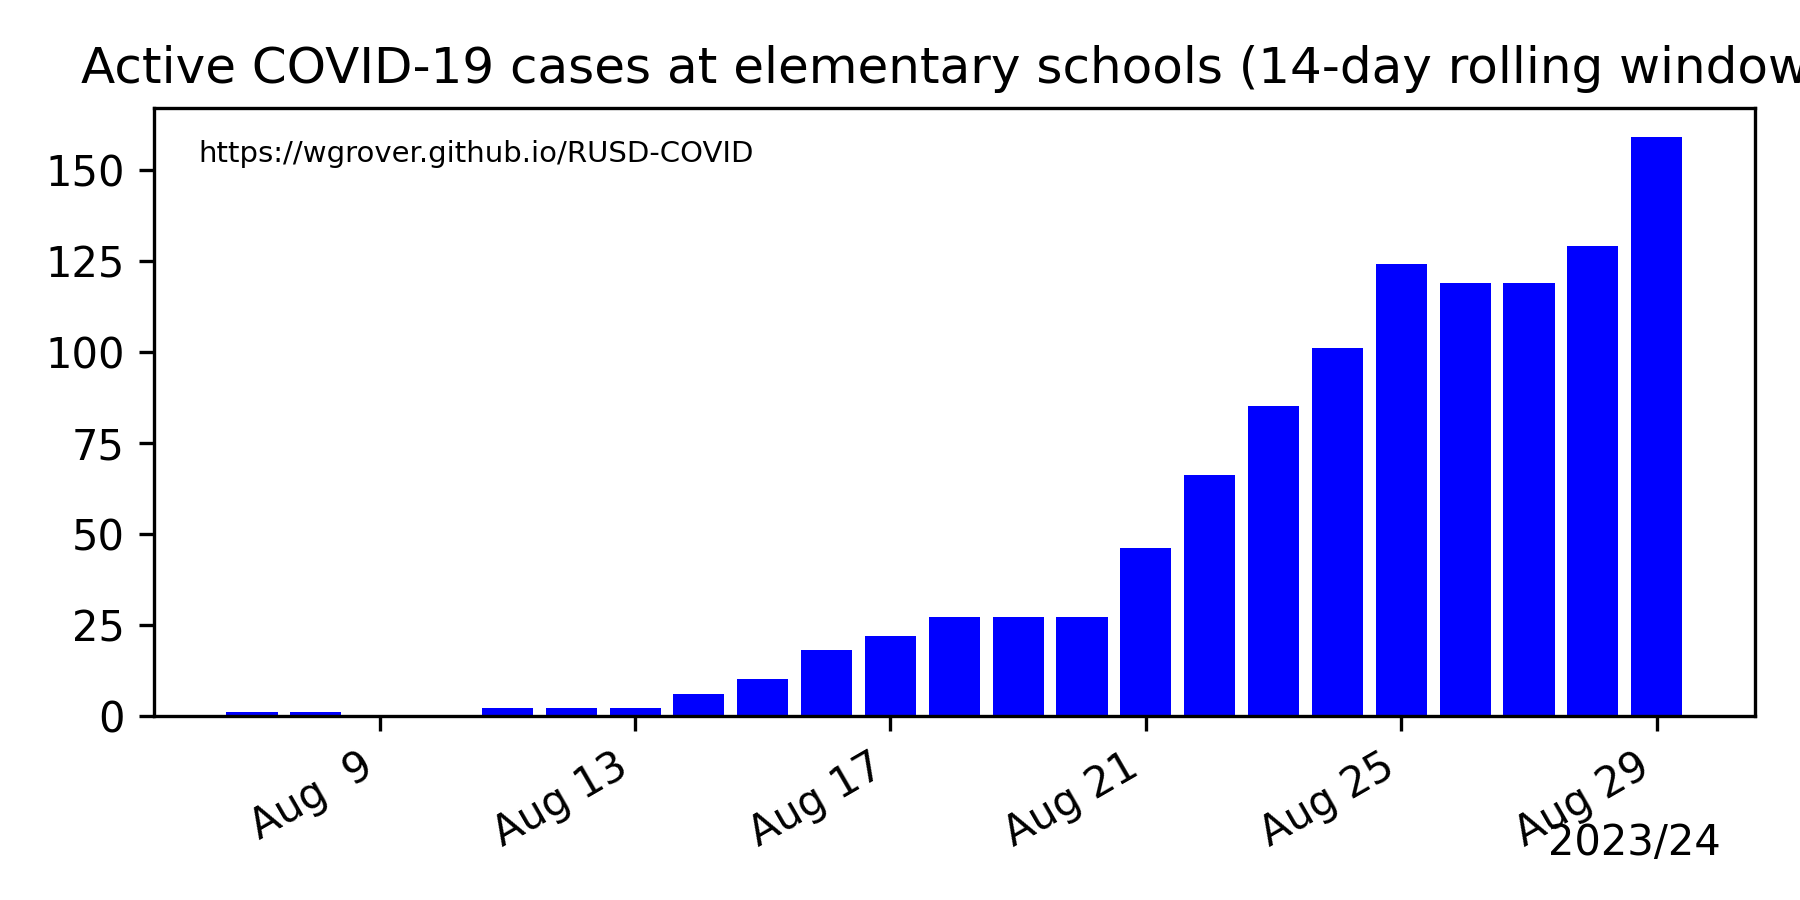 Active COVID-19 cases at elementary schools (14-day rolling window
https://wgrover.github.io/RUSD-COVID
150
125
100
75
50
25
0
Aug 9
Aug 13
Aug 17
Aug 21
Aug 25
Aug 29
2023/24